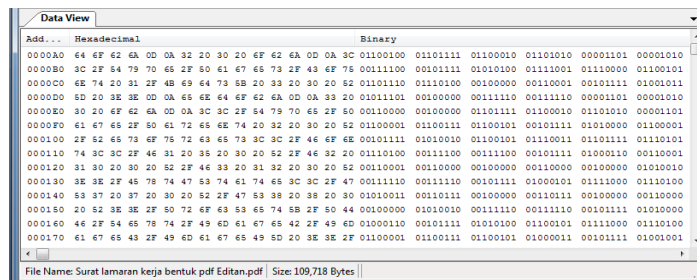 Data View
Add... Hexadecimal Binary
0000A0 64 6F 62 6A 0D 0A 32 20 30 20 6F 62 6A 0D 0A 3C 01100100 01101111 01100010 01101010 00001101 00001010
0000B0 3C 2F 54 79 70 65 2F 50 61 67 65 73 2F 43 6F 75 00111100 00101111 01010100 01111001 01110000 01100101
0000C0 6E 74 20 31 2F 4B 69 64 73 5B 20 33 20 30 20 52 01101110 01110100 00100000 00110001 00101111 01001011
0000D0 5D 20 3E 3E 0D 0A 65 6E 64 6F 62 6A 0D 0A 33 20 01011101 00100000 00111110 00111110 00001101 00001010
0000E0 30 20 6F 62 6A 0D 0A 3C 3C 2F 54 79 70 65 2F 50 00110000 00100000 01101111 01100010 01101010 00001101
0000F0 61 67 65 2F 50 61 72 65 6E 74 20 32 20 30 20 52 01100001 01100111 01100101 00101111 01010000 01100001
000100 2F 52 65 73 6F 75 72 63 65 73 3C 3C 2F 46 6F 6E 00101111 01010010 01100101 01110011 01101111 01110101
000110 74 3C 3C 2F 46 31 20 35 20 30 20 52 2F 46 32 20 01110100 00111100 00111100 00101111 01000110 00110001
000120 31 30 20 30 20 52 2F 46 33 20 31 32 20 30 20 52 00110001 00110000 00100000 00110000 00100000 01010010
000130 3E 3E 2F 45 78 74 47 53 74 61 74 65 3C 3C 2F 47 00111110 00111110 00101111 01000101 01111000 01110100
000140 53 37 20 37 20 30 20 52 2F 47 53 38 20 38 20 30 01010011 00110111 00100000 00110111 00100000 00110000
000150 20 52 3E 3E 2F 50 72 6F 63 53 65 74 5B 2F 50 44 00100000 01010010 00111110 00111110 00101111 01010000
000160 46 2F 54 65 78 74 2F 49 6D 61 67 65 42 2F 49 6D 01000110 00101111 01010100 01100101 01111000 01110100
000170 61 67 65 43 2F 49 6D 61 67 65 49 5D 20 3E 3E 2F 01100001 01100111 01100101 01000011 00101111 01001001
File Name: Surat lamaran kerja bentuk pdf Editan.pdf Size: 109,718 Bytes